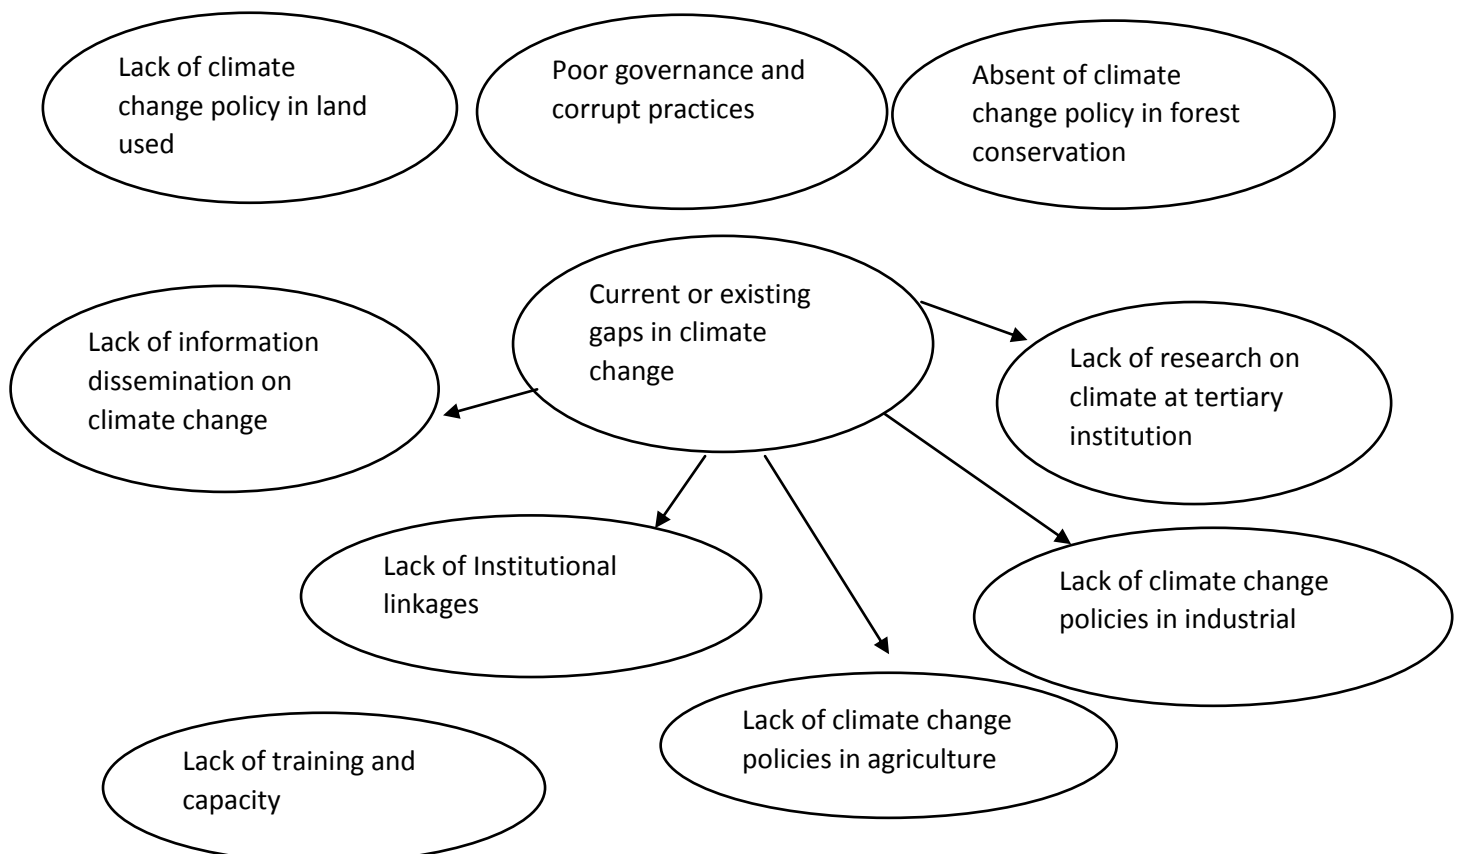 Lack of climate
change policy in land
used
Poor governance and
corrupt practices
Absent of climate
change policy in forest
conservation
Current or existing
gaps in climate
change
Lack of information
dissemination on
climate change
Lack of research on
climate at tertiary
institution
Lack of Institutional
linkages
Lack of climate change
policies in industrial
Lack of climate change
policies in agriculture
Lack of training and
capacity